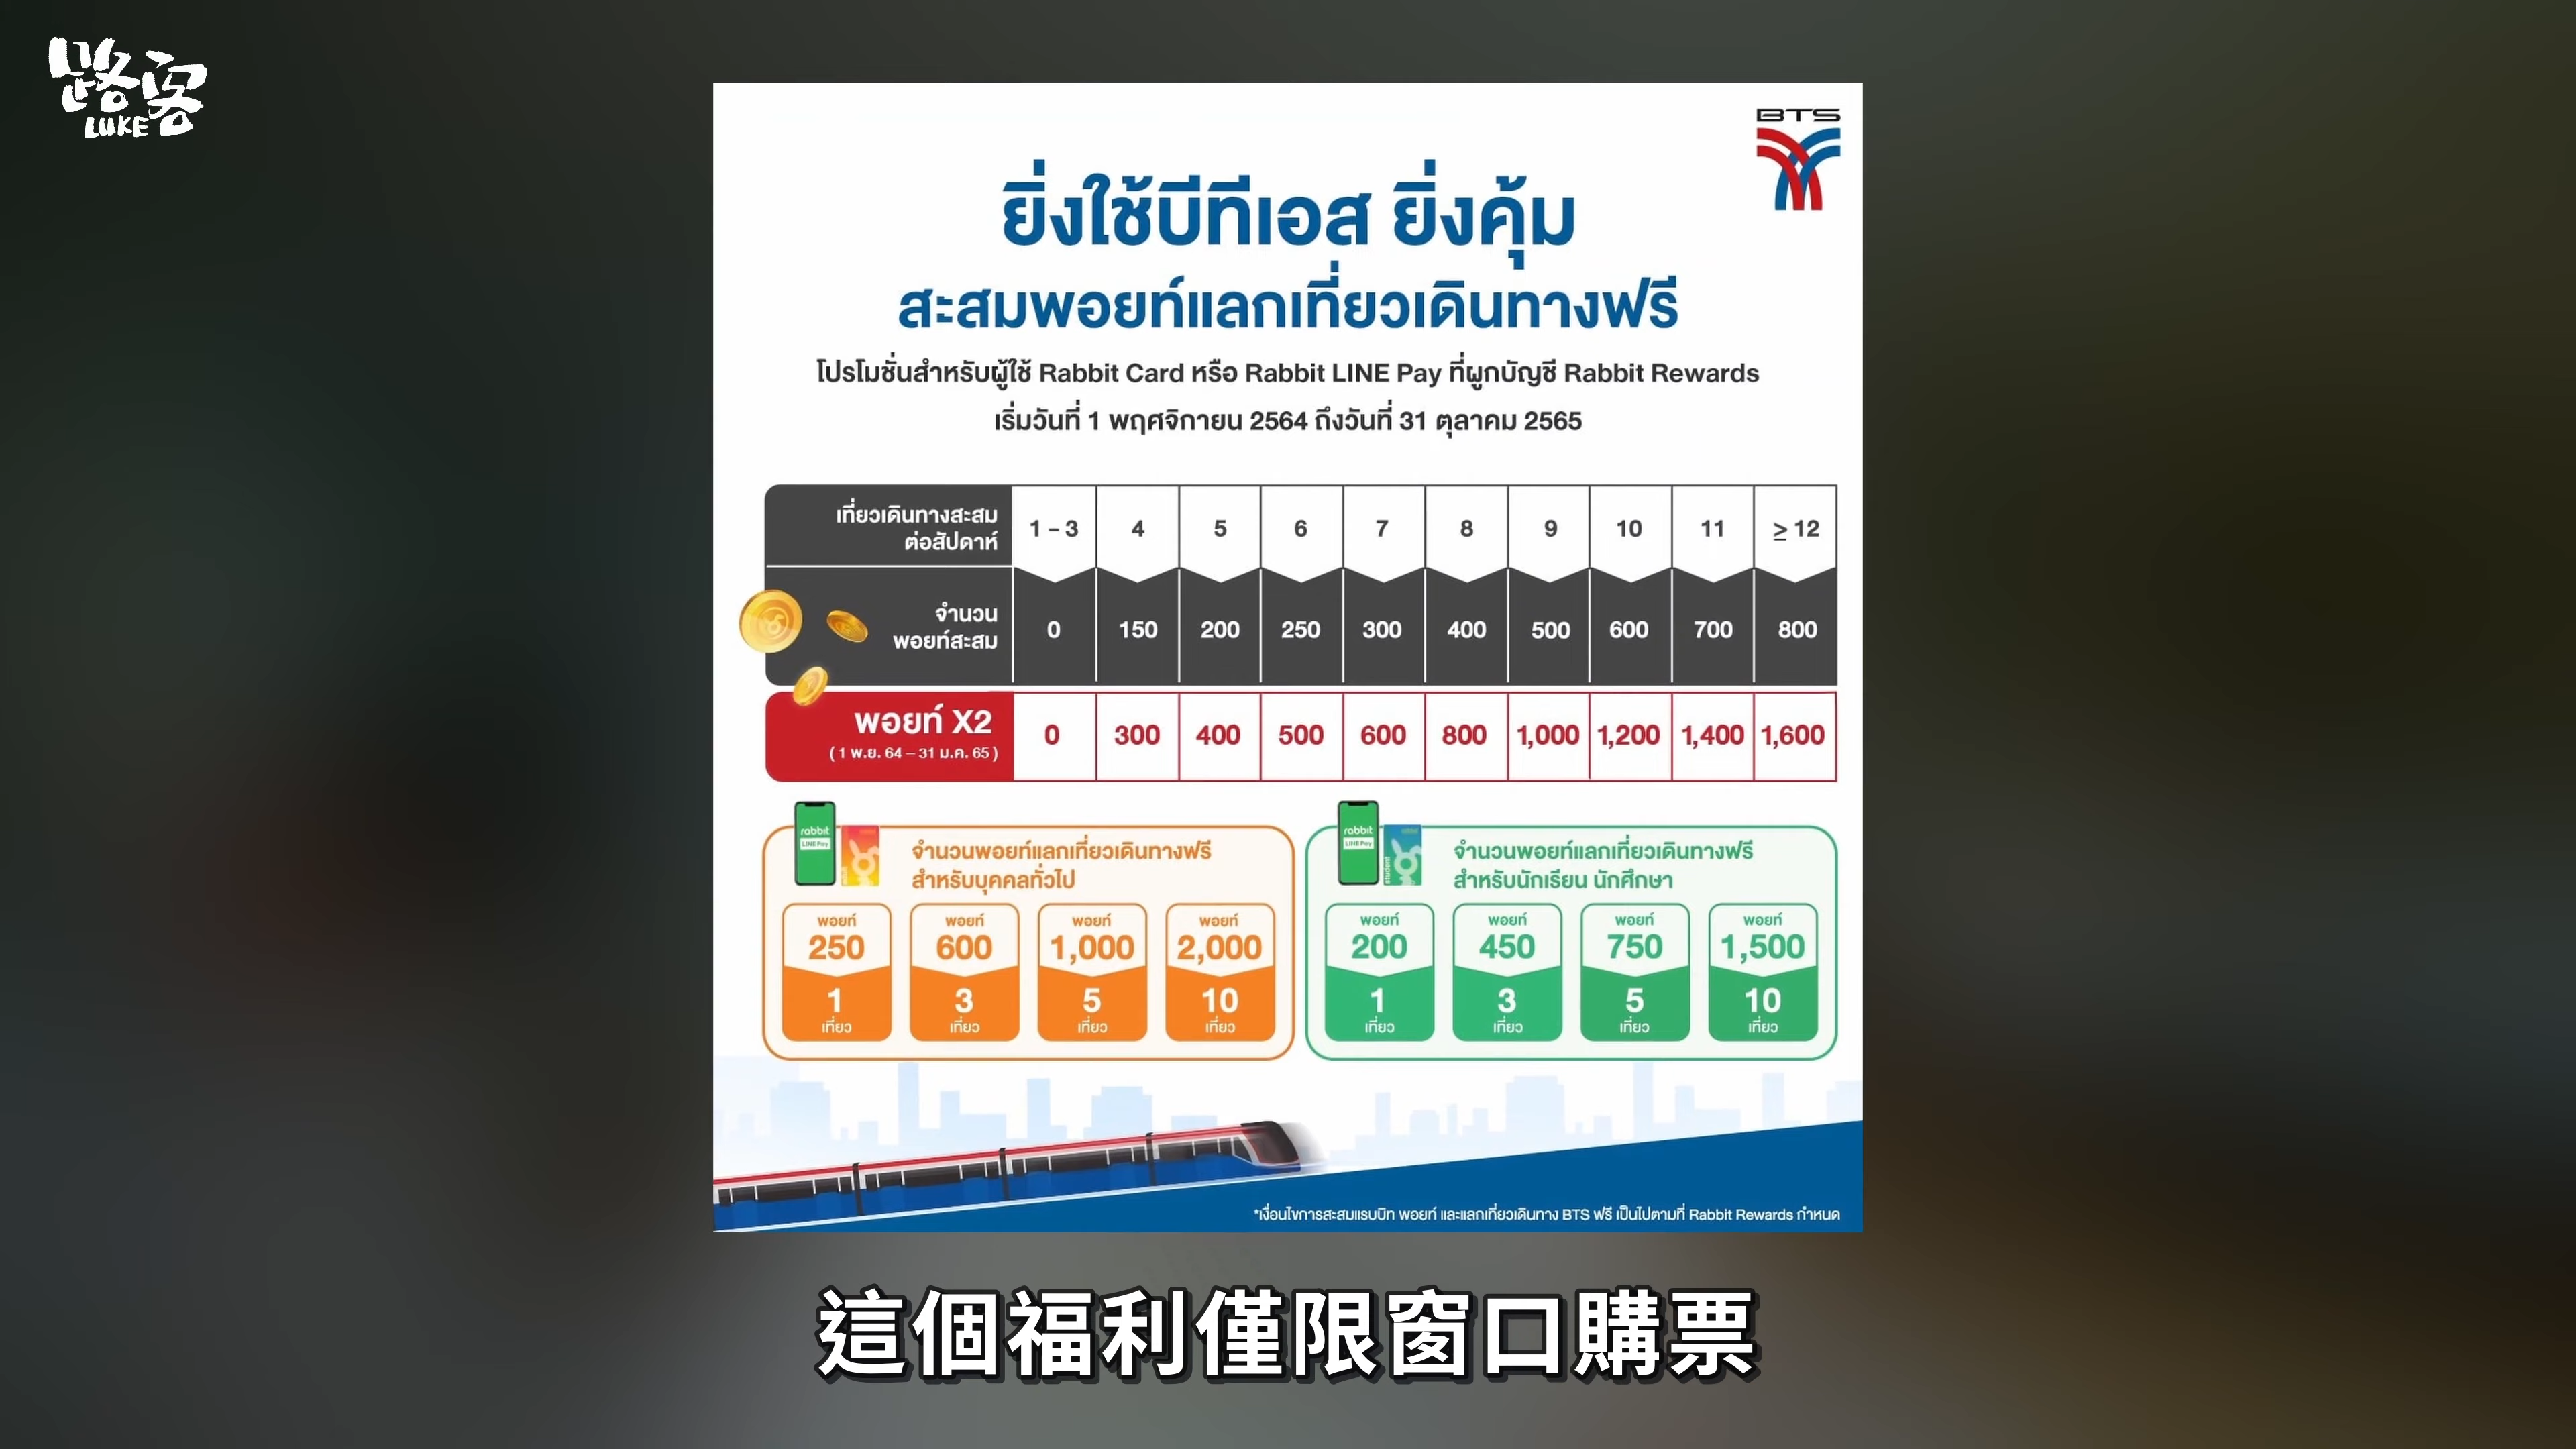 路客
LUKE
BTS
ยิ่งใช้บีทีเอส ยิ่งคุ้ม
สะสมพอยท์แลกเที่ยวเดินทางฟรี
โปรโมชั่นสำหรับผู้ใช้ Rabbit Card หรือ Rabbit LINE Pay ที่ผูกบัญชี Rabbit Rewards
เริ่มวันที่ 1 พฤศจิกายน 2564 ถึงวันที่ 31 ตุลาคม 2565
เที่ยวเดินทางสะสม
ต่อสัปดาห์
1 – 3 4 5 6 7 8 9 10 11 ≥ 12
จำนวน
พอยท์สะสม
0 150 200 250 300 400 500 600 700 800
พอยท์ X2
( 1 พ.ย. 64 – 31 ม.ค. 65 )
0 300 400 500 600 800 1,000 1,200 1,400 1,600
rabbit
LINE Pay
จำนวนพอยท์แลกเที่ยวเดินทางฟรี
สำหรับบุคคลทั่วไป
พอยท์ พอยท์ พอยท์ พอยท์
250 600 1,000 2,000
1 3 5 10
เที่ยว เที่ยว เที่ยว เที่ยว
rabbit
LINE Pay
จำนวนพอยท์แลกเที่ยวเดินทางฟรี
สำหรับนักเรียน นักศึกษา
พอยท์ พอยท์ พอยท์ พอยท์
200 450 750 1,500
1 3 5 10
เที่ยว เที่ยว เที่ยว เที่ยว
*เงื่อนไขการสะสมแรบบิท พอยท์ และแลกเที่ยวเดินทาง BTS ฟรี เป็นไปตามที่ Rabbit Rewards กำหนด
這個福利僅限窗口購票